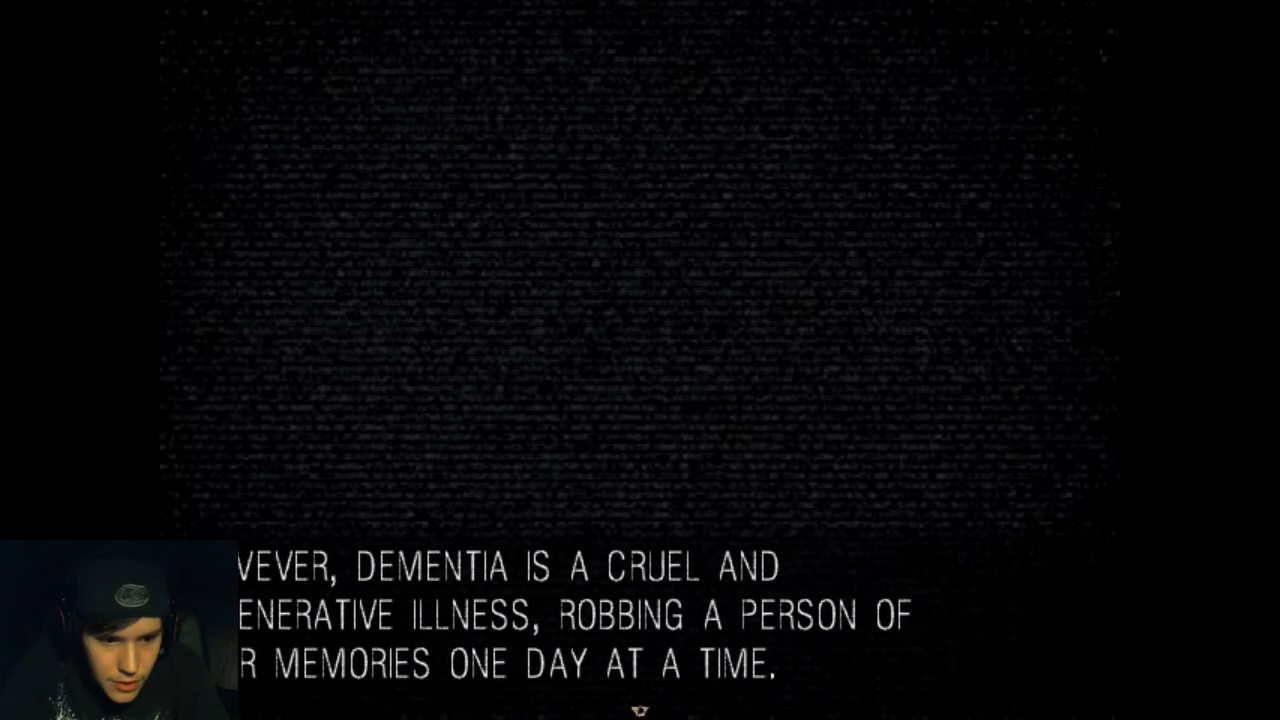 VEVER, DEMENTIA IS A CRUEL AND
ENERATIVE ILLNESS, ROBBING A PERSON OF
R MEMORIES ONE DAY AT A TIME.